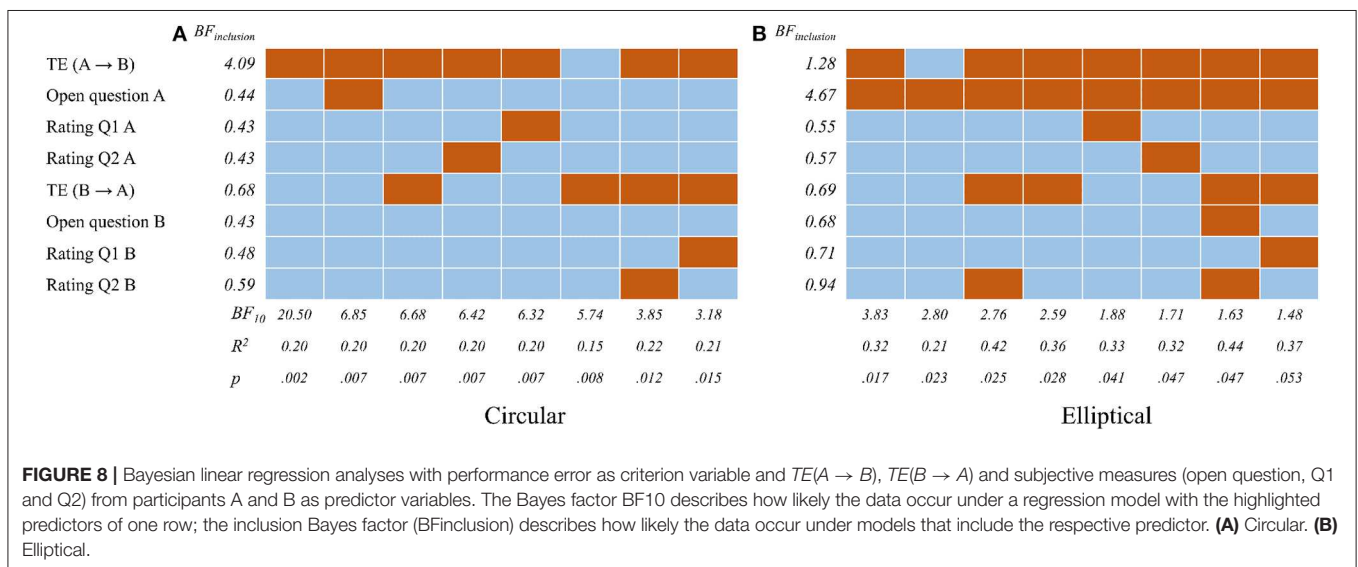 A BFinclusion B BFinclusion
TE (A → B) 4.09 1.28
Open question A 0.44 4.67
Rating Q1 A 0.43 0.55
Rating Q2 A 0.43 0.57
TE (B → A) 0.68 0.69
Open question B 0.43 0.68
Rating Q1 B 0.48 0.71
Rating Q2 B 0.59 0.94
BF10 20.50 6.85 6.68 6.42 6.32 5.74 3.85 3.18 3.83 2.80 2.76 2.59 1.88 1.71 1.63 1.48
R2 0.20 0.20 0.20 0.20 0.20 0.15 0.22 0.21 0.32 0.21 0.42 0.36 0.33 0.32 0.44 0.37
p .002 .007 .007 .007 .007 .008 .012 .015 .017 .023 .025 .028 .041 .047 .047 .053
Circular Elliptical
FIGURE 8 | Bayesian linear regression analyses with performance error as criterion variable and TE(A → B), TE(B → A) and subjective measures (open question, Q1
and Q2) from participants A and B as predictor variables. The Bayes factor BF10 describes how likely the data occur under a regression model with the highlighted
predictors of one row; the inclusion Bayes factor (BFinclusion) describes how likely the data occur under models that include the respective predictor. (A) Circular. (B)
Elliptical.